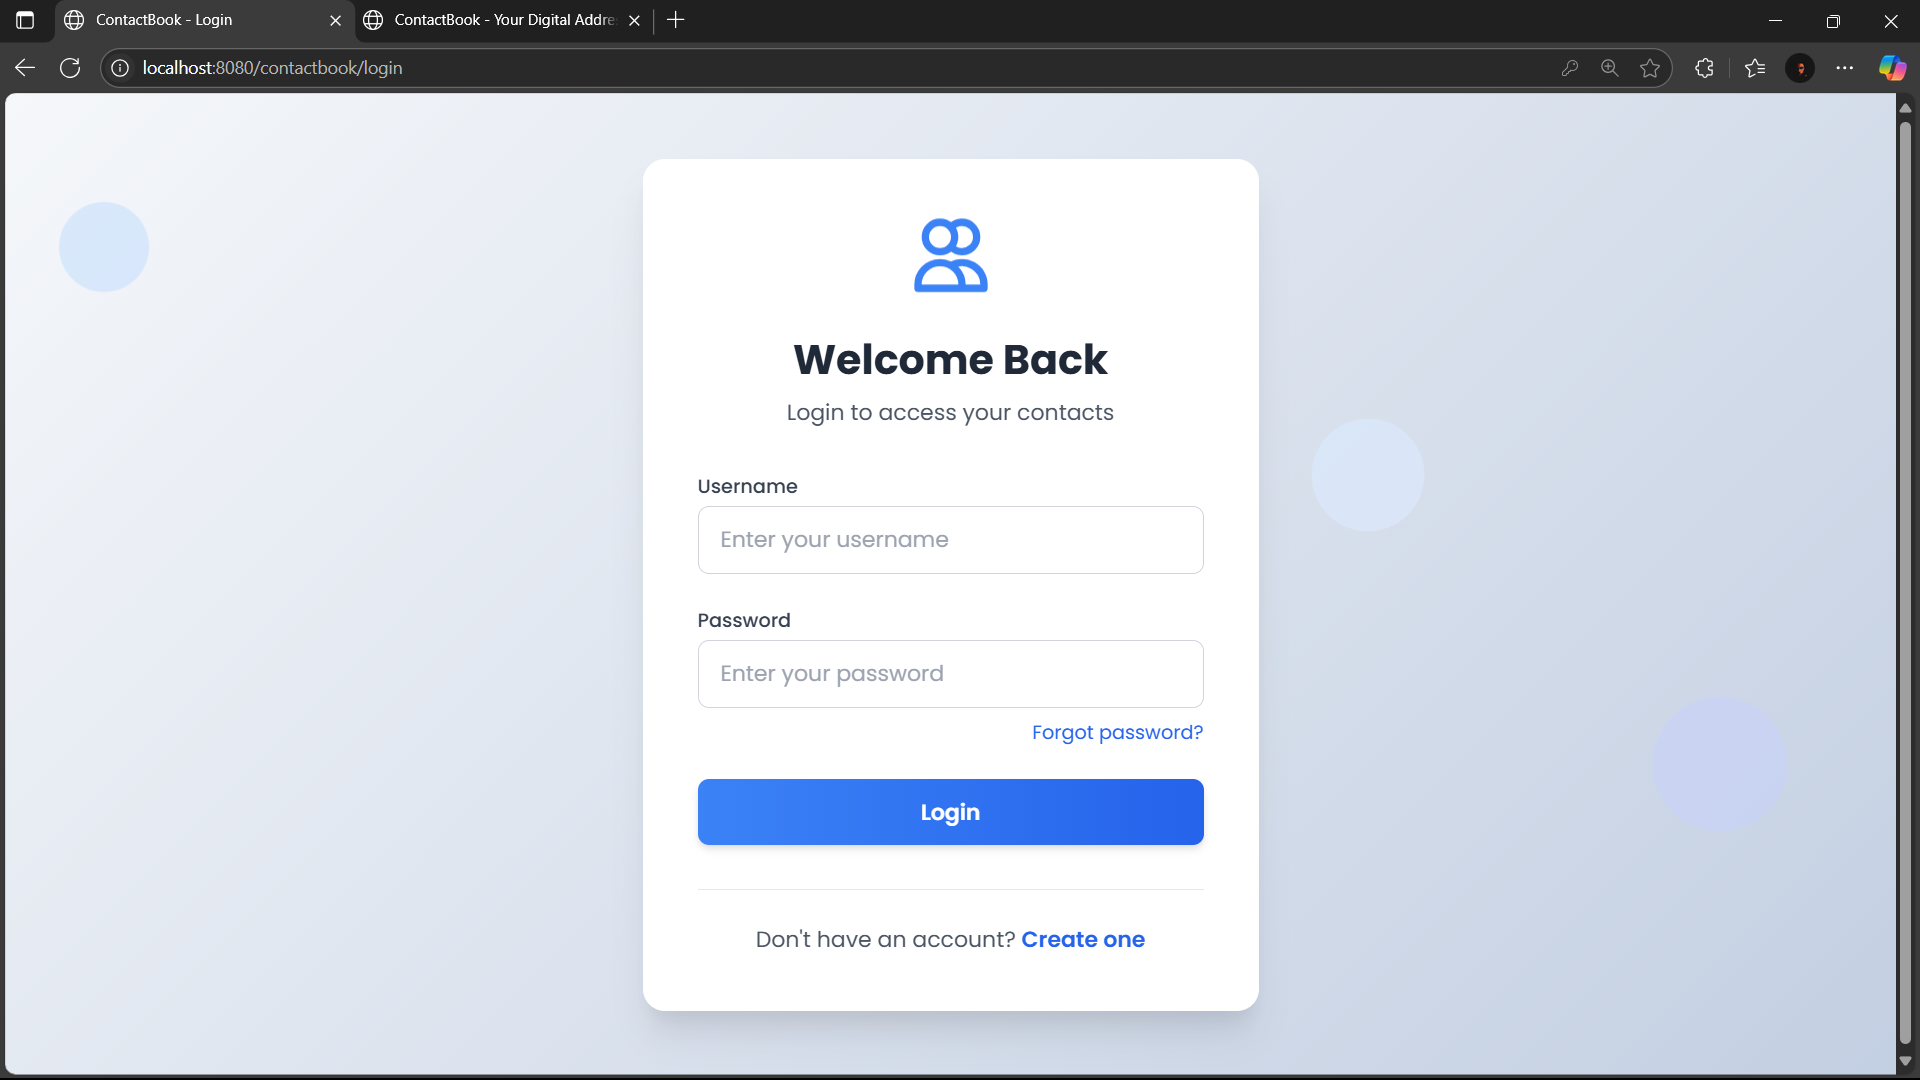 ContactBook - Login
ContactBook - Your Digital Addre
localhost:8080/contactbook/login
Welcome Back
Login to access your contacts
Username
Enter your username
Password
Enter your password
Forgot password?
Login
Don't have an account? Create one